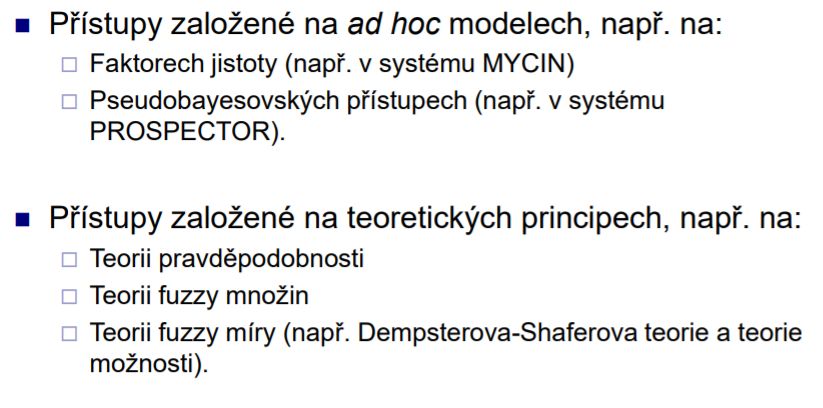 Přístupy založené na ad hoc modelech, např. na:
Faktorech jistoty (např. v systému MYCIN)
Pseudobayesovských přístupech (např. v systému
PROSPECTOR).
Přístupy založené na teoretických principech, např. na:
Teorii pravděpodobnosti
Teorii fuzzy množin
Teorii fuzzy míry (např. Dempsterova-Shaferova teorie a teorie
možnosti).